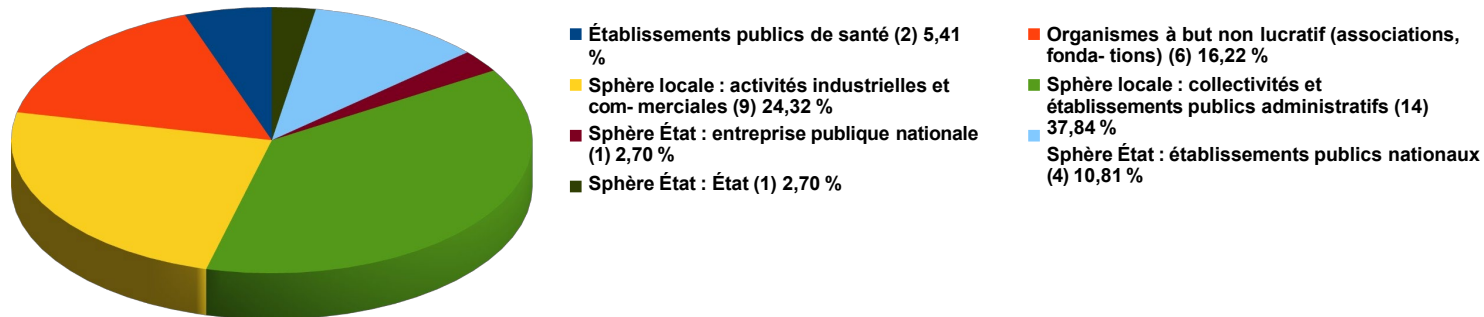 Établissements publics de santé (2) 5,41
%
Sphère locale : activités industrielles et
com- merciales (9) 24,32 %
Sphère État : entreprise publique nationale
(1) 2,70 %
Sphère État : État (1) 2,70 %
Organismes à but non lucratif (associations,
fonda- tions) (6) 16,22 %
Sphère locale : collectivités et
établissements publics administratifs (14)
37,84 %
Sphère État : établissements publics nationaux
(4) 10,81 %